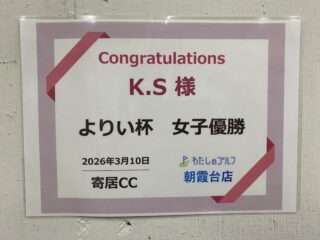 Congratulations
K.S 様
よりい杯　女子優勝
2026年3月10日
寄居CC
わたしのゴルフ
朝霞台店